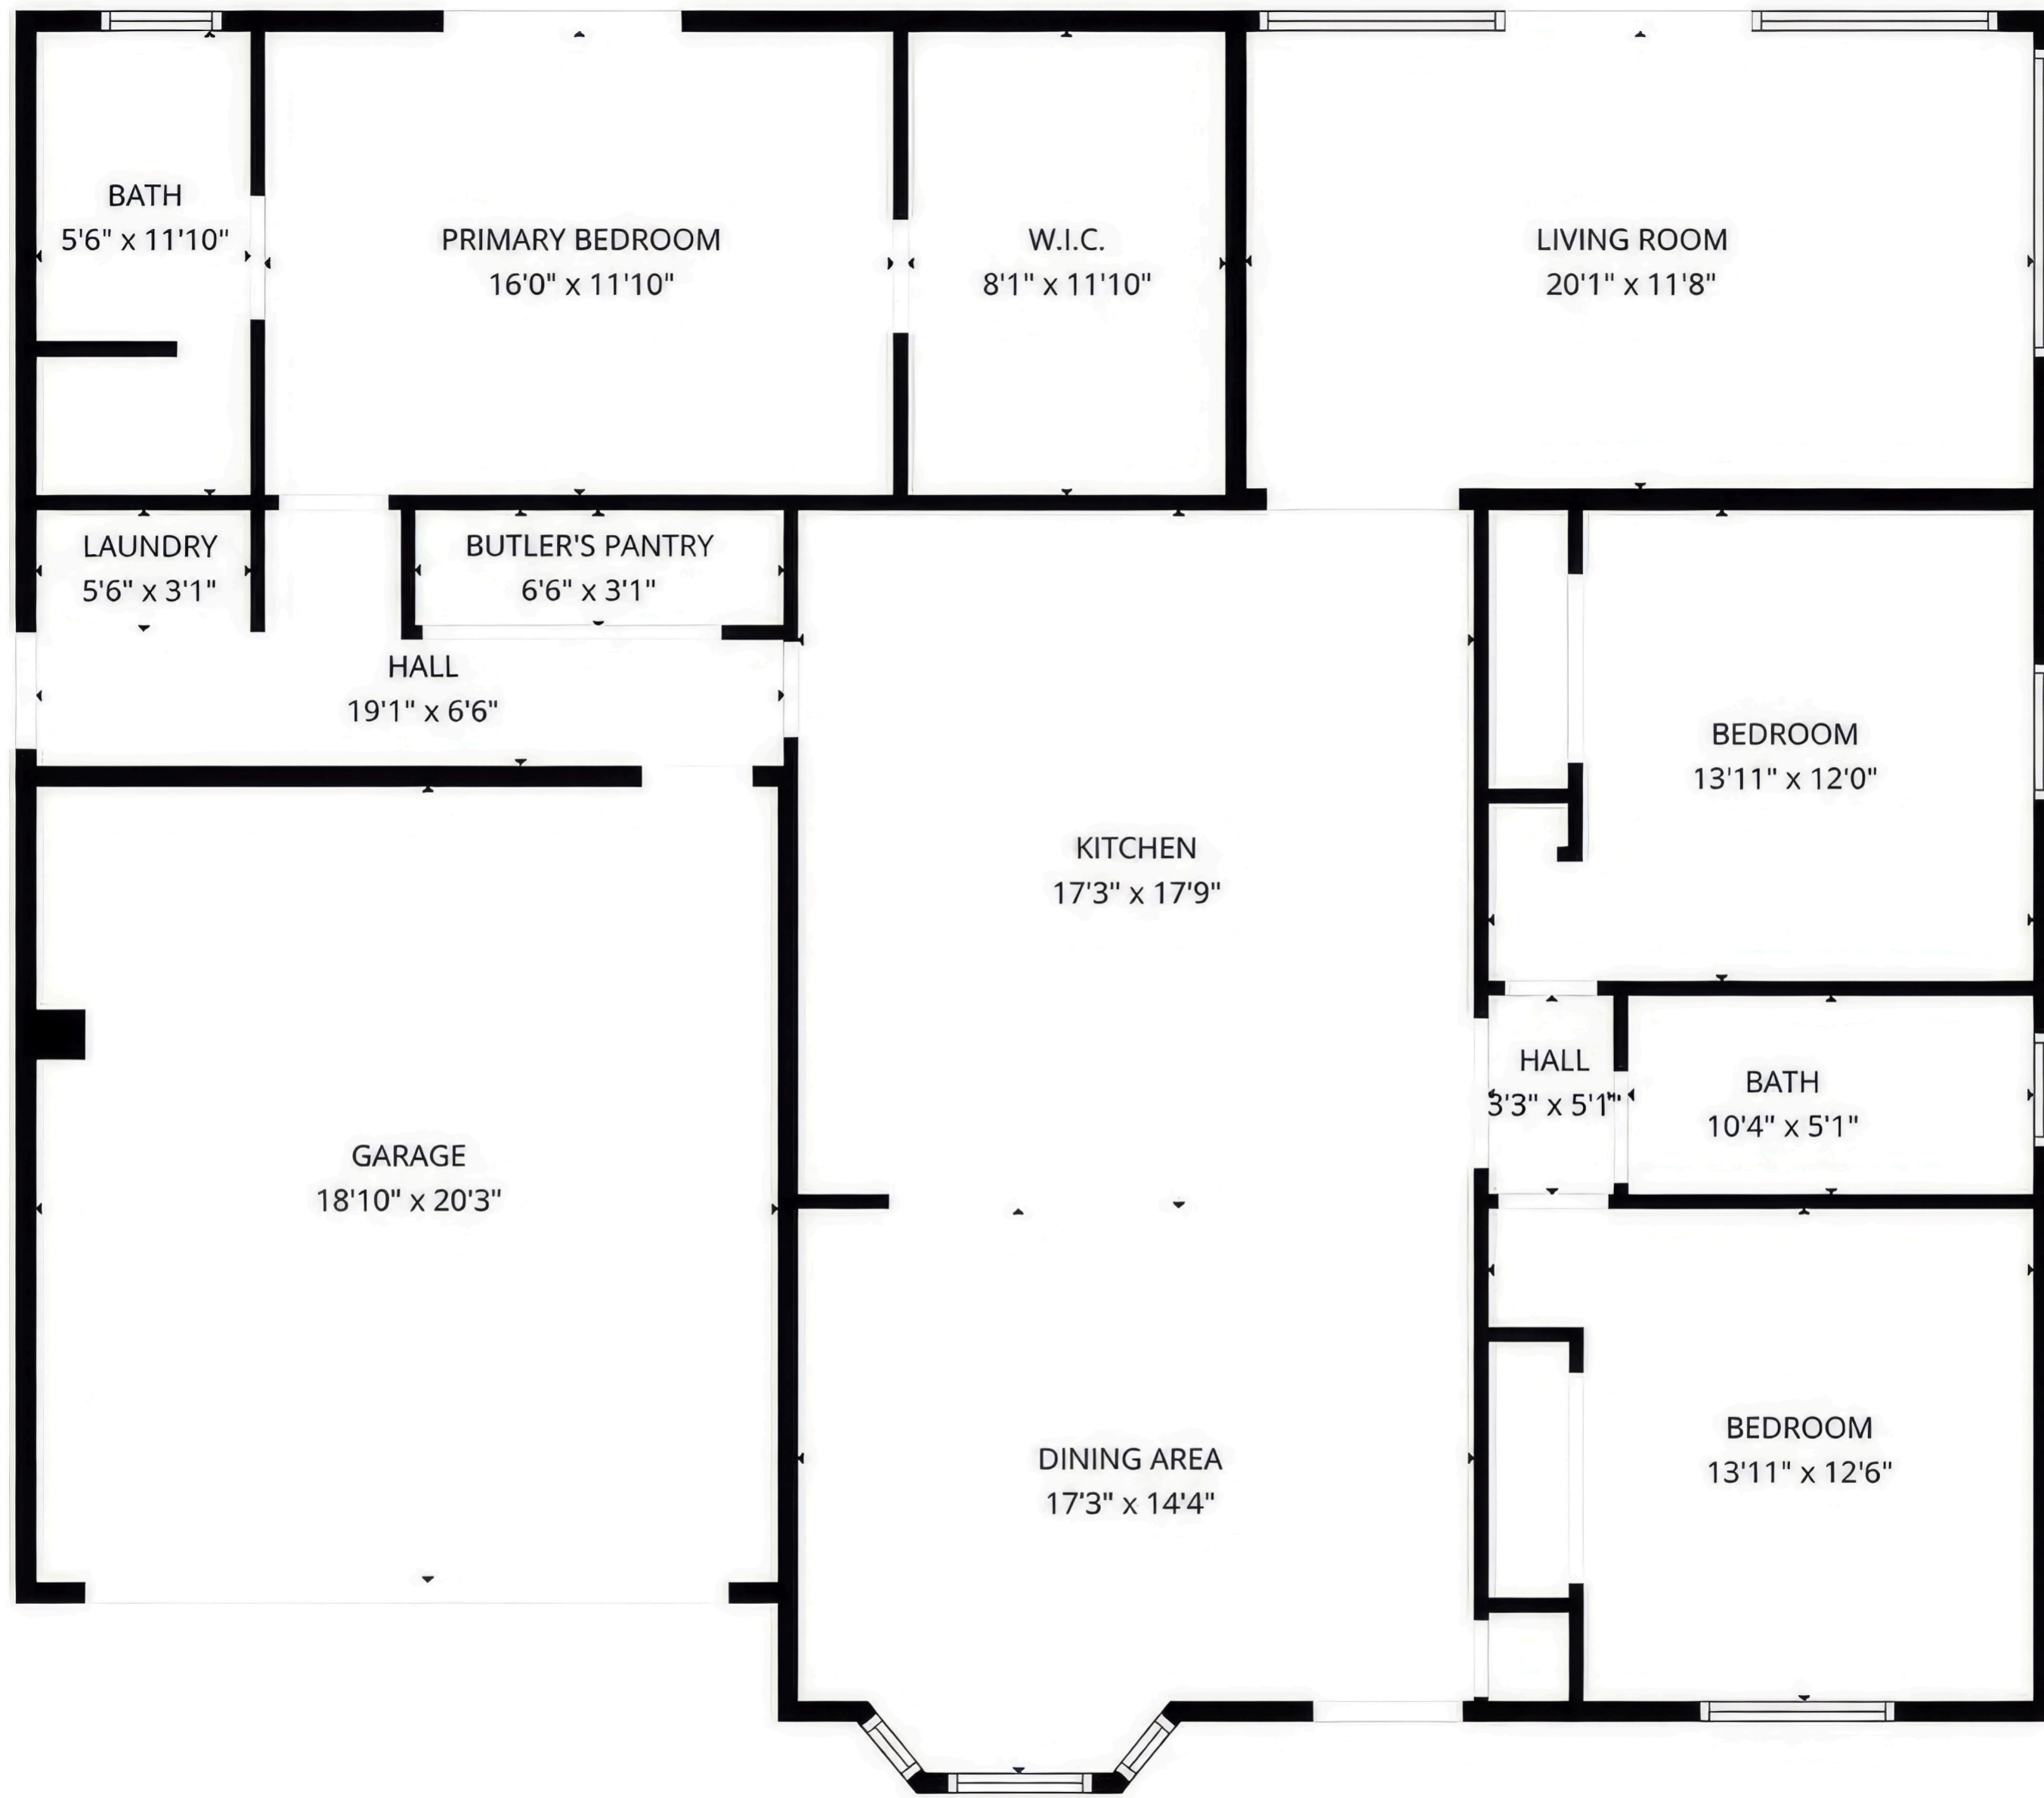 BATH
5'6" x 11'10"
PRIMARY BEDROOM
16'0" x 11'10"
W.I.C.
8'1" x 11'10"
LIVING ROOM
20'1" x 11'8"
LAUNDRY
5'6" x 3'1"
BUTLER'S PANTRY
6'6" x 3'1"
HALL
19'1" x 6'6"
BEDROOM
13'11" x 12'0"
KITCHEN
17'3" x 17'9"
HALL
3'3" x 5'1"
BATH
10'4" x 5'1"
GARAGE
18'10" x 20'3"
DINING AREA
17'3" x 14'4"
BEDROOM
13'11" x 12'6"